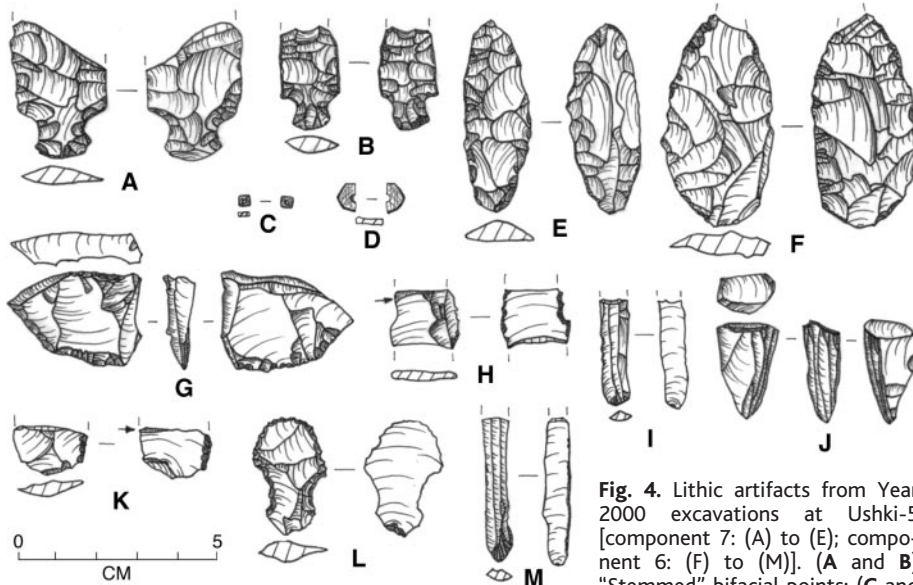 A
B
C
D
E
F
G
H
I
J
K
L
M
0 5
CM
Fig. 4. Lithic artifacts from Year
2000 excavations at Ushki-5
[component 7: (A) to (E); compo-
nent 6: (F) to (M)]. (A and B)
"Stemmed" bifacial points; (C and